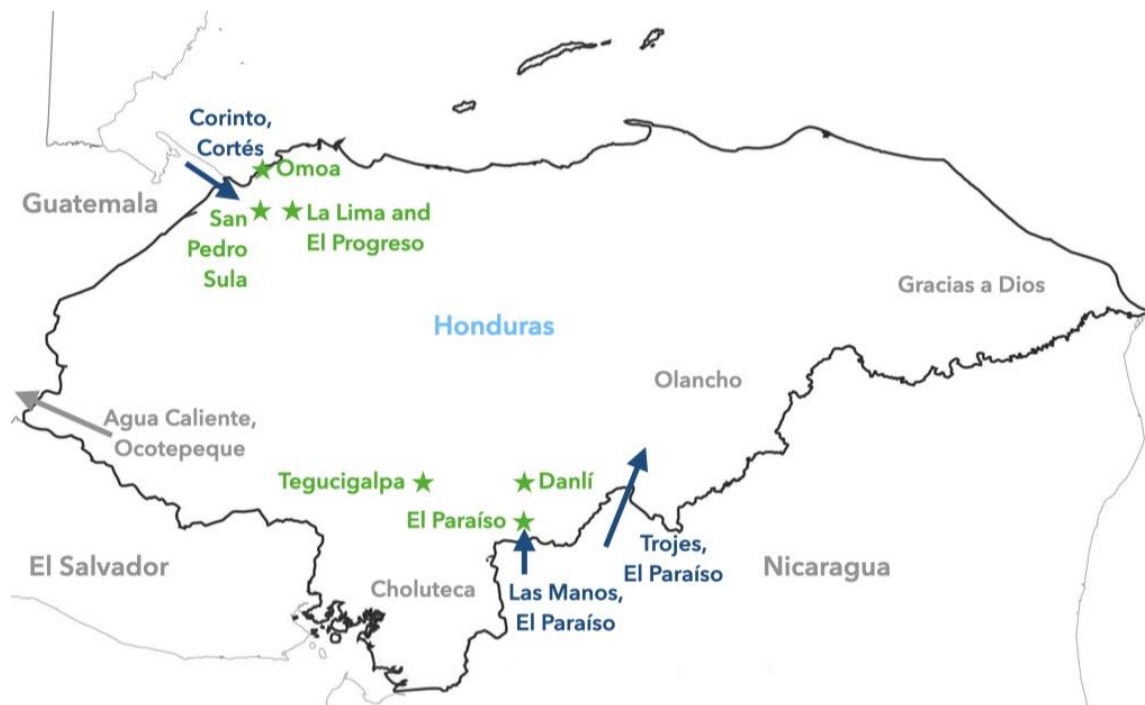 Corinto,
Cortés
Omoa
Guatemala
San
Pedro
Sula
La Lima and
El Progreso
Gracias a Dios
Honduras
Olancho
Agua Caliente,
Ocotepeque
Tegucigalpa
Danlí
El Paraíso
Trojes,
El Paraíso
El Salvador
Nicaragua
Choluteca
Las Manos,
El Paraíso